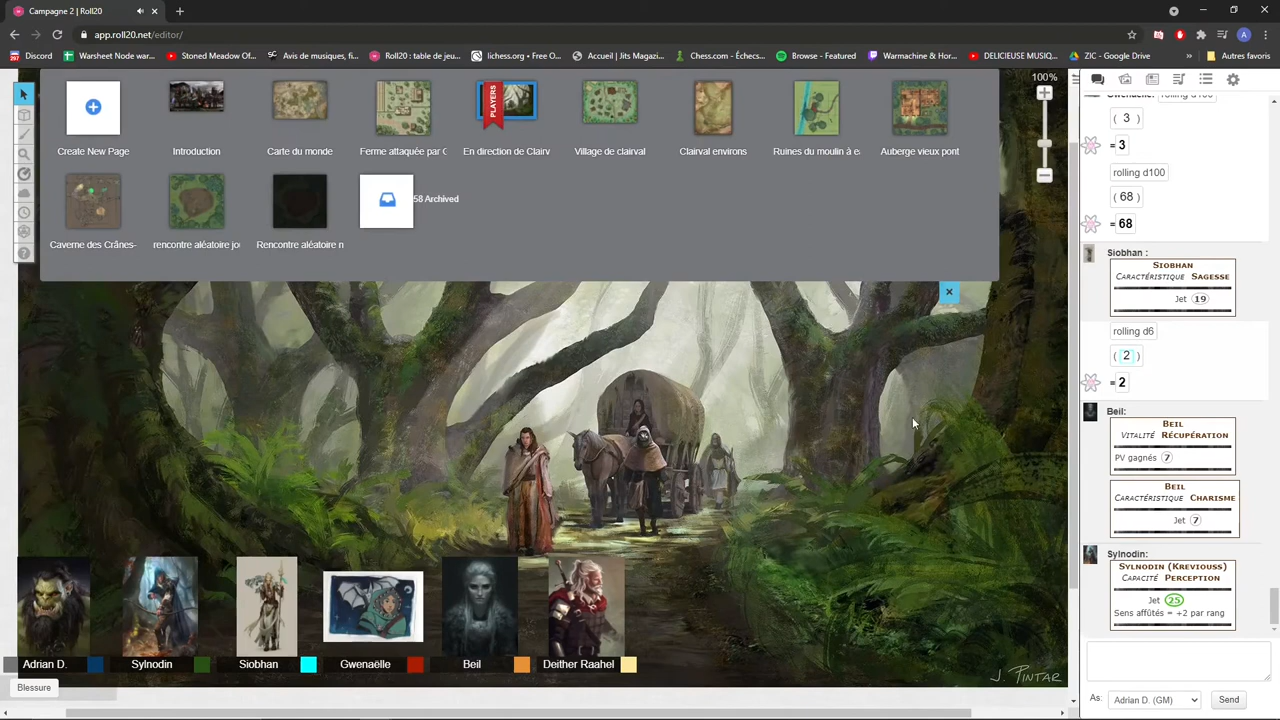 Campagne 2 | Roll20
app.roll20.net/editor/
Discord
Warsheet Node war...
Stoned Meadow Of...
Avis de musiques, fi...
Roll20 : table de jeu...
Accueil | Jits Magazi...
Chess.com - Échecs...
Browse - Featured
Warmachine & Hor...
DELICIEUSE MUSIQ...
ZIC - Google Drive
Autres favoris
Create New Page
Introduction
Carte du monde
Ferme attaquée par
PLAYERS
En direction de Clairv
Village de clairval
Clairval environs
Ruines du moulin à e
Auberge vieux pont
Caverne des Crânes-
rencontre aléatoire jo
Rencontre aléatoire n
58 Archived
100%
rolling d100
( 3 )
= 3
rolling d100
( 68 )
= 68
Siobhan :
SIOBHAN
CARACTÉRISTIQUE SAGESSE
Jet 19
rolling d6
( 2 )
= 2
Beil:
BEIL
VITALITÉ RÉCUPÉRATION
PV gagnés 7
BEIL
CARACTÉRISTIQUE CHARISME
Jet 7
Sylnodin:
SYLNODIN (KREVIOUSS)
CAPACITÉ PERCEPTION
Jet 25
Sens affûtés = +2 par rang
J. PINTAR
Adrian D.
Sylnodin
Siobhan
Gwenaëlle
Beil
Deither Raahel
Blessure
As:
Adrian D. (GM)
Send